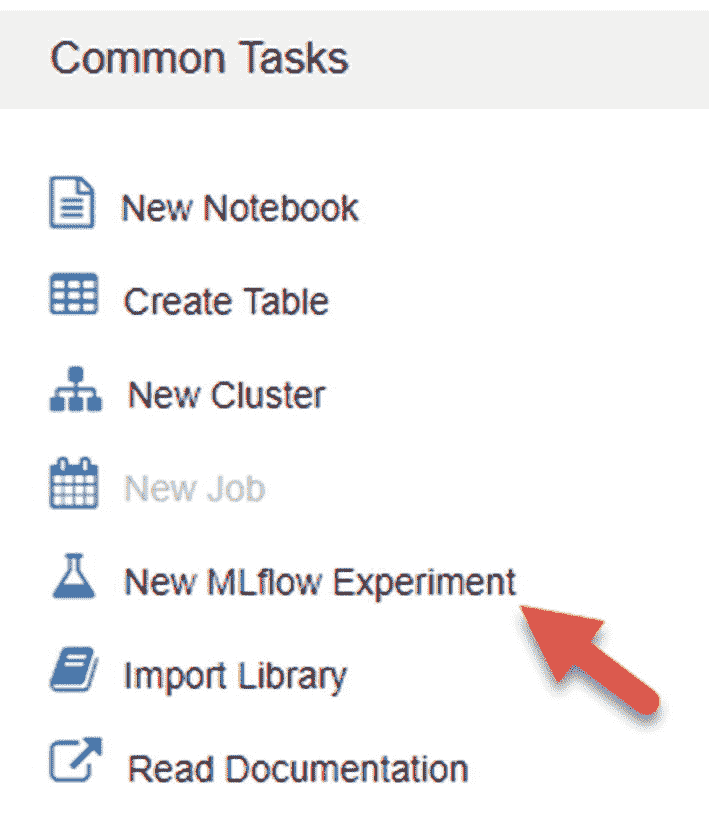 Common Tasks
New Notebook
Create Table
New Cluster
New Job
New MLflow Experiment
Import Library
Read Documentation